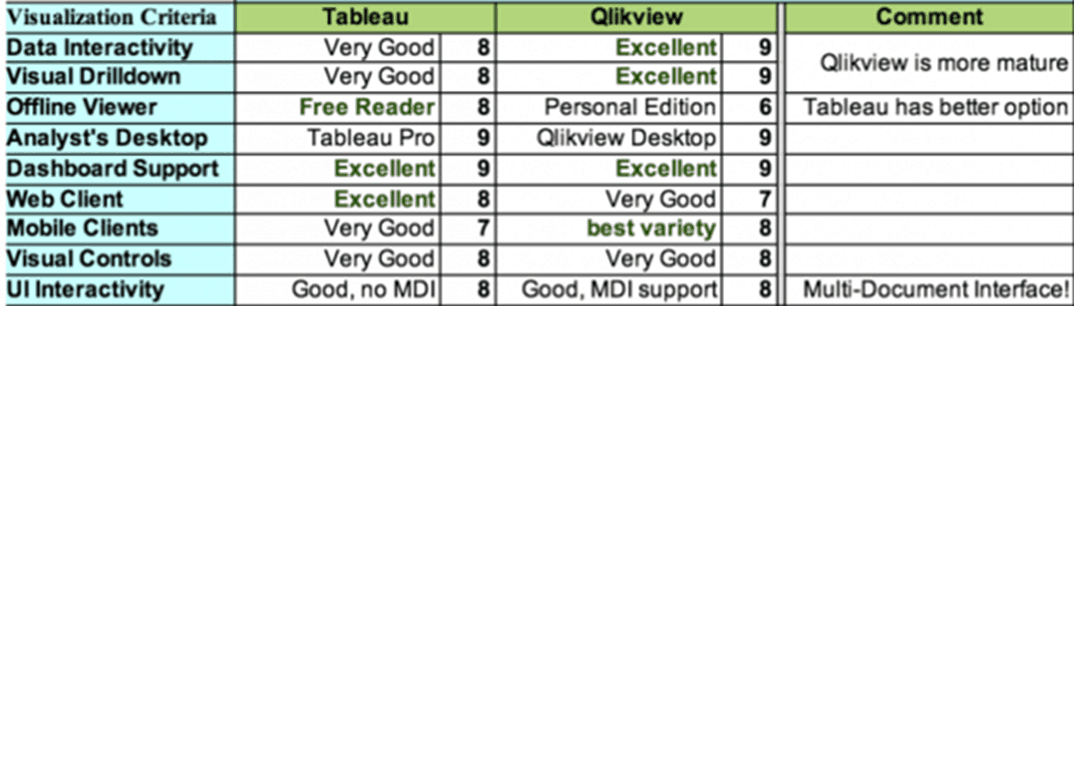 Visualization Criteria Tableau Qlikview Comment
Data Interactivity Very Good 8 Excellent 9
Qlikview is more mature
Visual Drilldown Very Good 8 Excellent 9
Offline Viewer Free Reader 8 Personal Edition 6 Tableau has better option
Analyst's Desktop Tableau Pro 9 Qlikview Desktop 9
Dashboard Support Excellent 9 Excellent 9
Web Client Excellent 8 Very Good 7
Mobile Clients Very Good 7 best variety 8
Visual Controls Very Good 8 Very Good 8
UI Interactivity Good, no MDI 8 Good, MDI support 8 Multi-Document Interface!